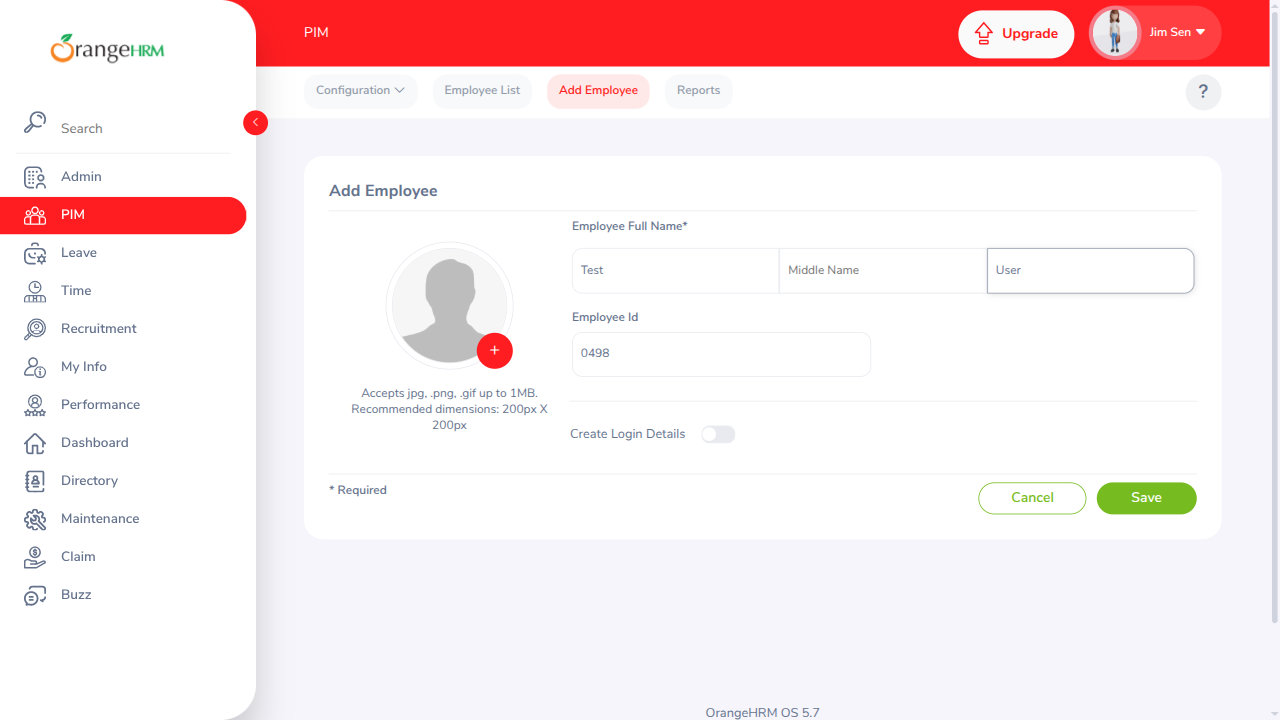 OrangeHRM
Search
Admin
PIM
Leave
Time
Recruitment
My Info
Performance
Dashboard
Directory
Maintenance
Claim
Buzz
PIM
Upgrade
Jim Sen
Configuration
Employee List
Add Employee
Reports
?
Add Employee
Accepts jpg, .png, .gif up to 1MB.
Recommended dimensions: 200px X
200px
Employee Full Name*
Test
Middle Name
User
Employee Id
0498
Create Login Details
* Required
Cancel
Save
OrangeHRM OS 5.7